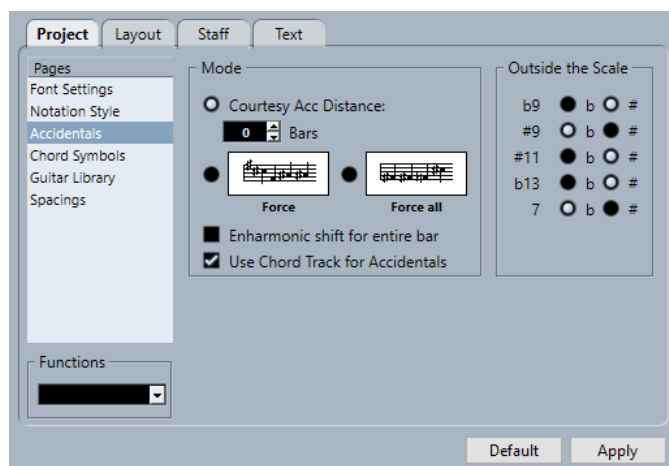 Project Layout Staff Text
Pages
Font Settings
Notation Style
Accidentals
Chord Symbols
Guitar Library
Spacings
Functions
Mode
Courtesy Acc Distance:
0 Bars
Force Force all
Enharmonic shift for entire bar
Use Chord Track for Accidentals
Outside the Scale
b9 b #
#9 b #
#11 b #
b13 b #
7 b #
Default Apply